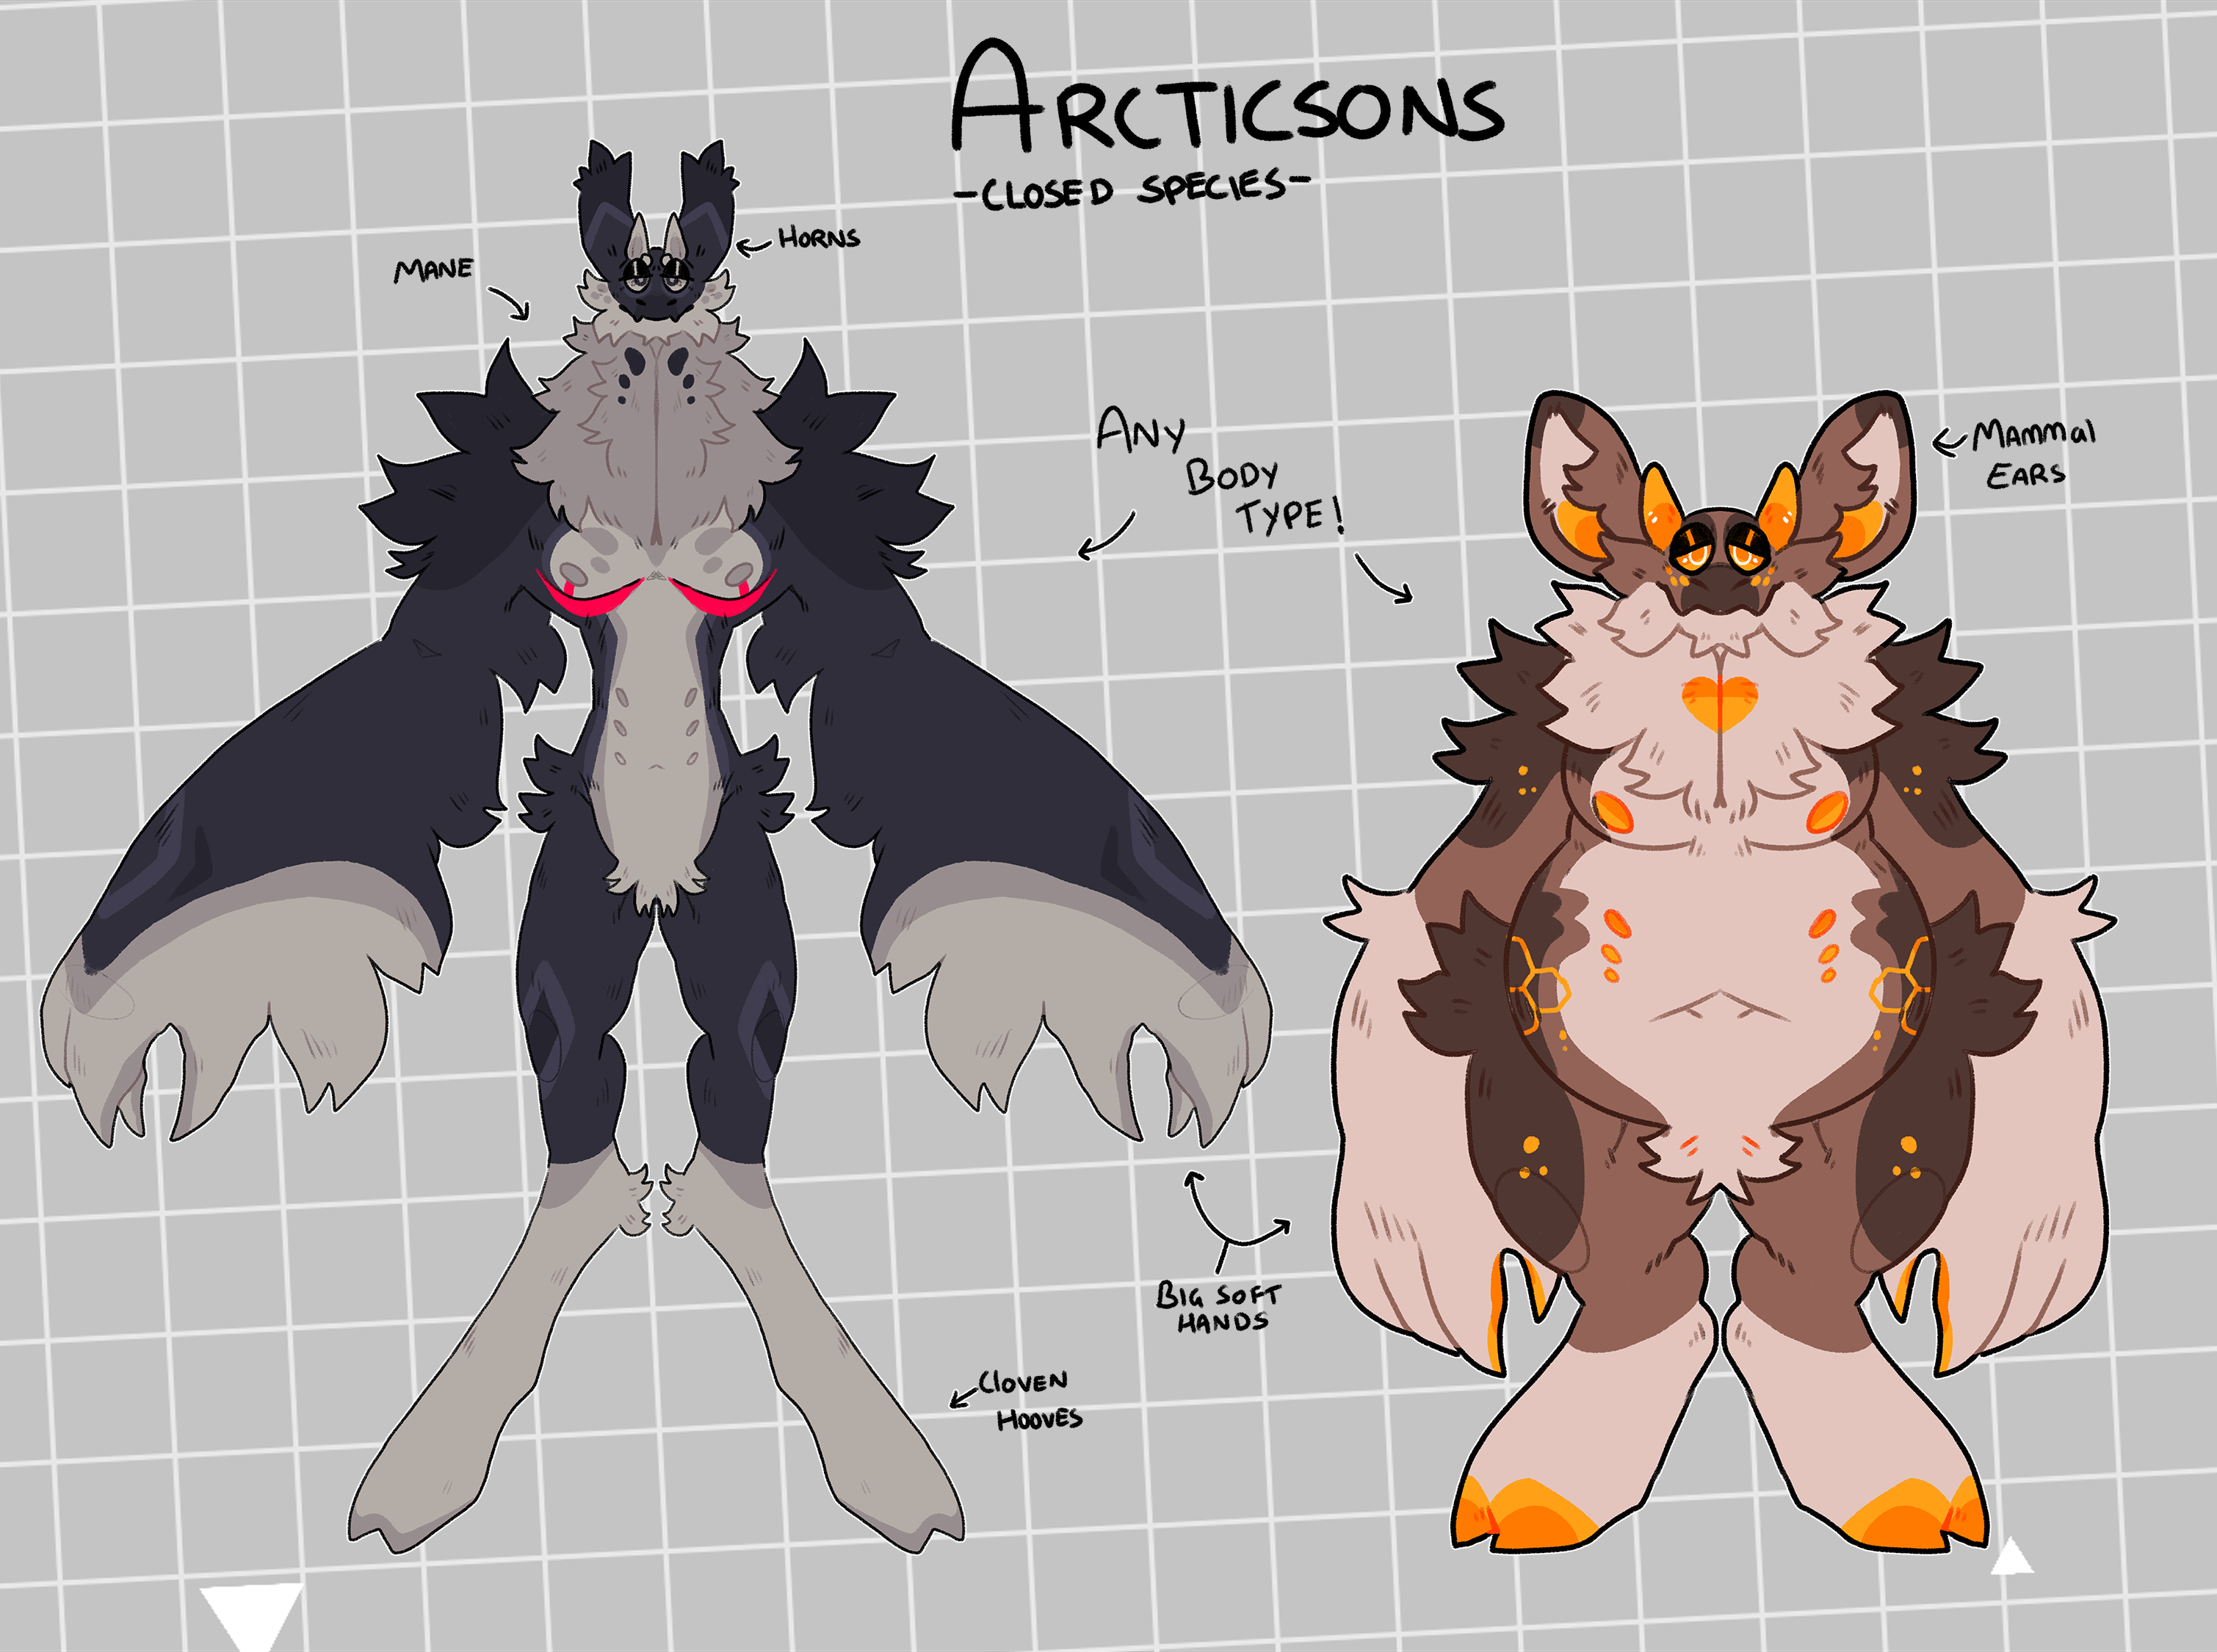 ARCTICSONS
-CLOSED SPECIES-
HORNS
MANE
ANY
BODY
TYPE!
MAMMAL
EARS
BIG SOFT
HANDS
CLOVEN
HOOVES